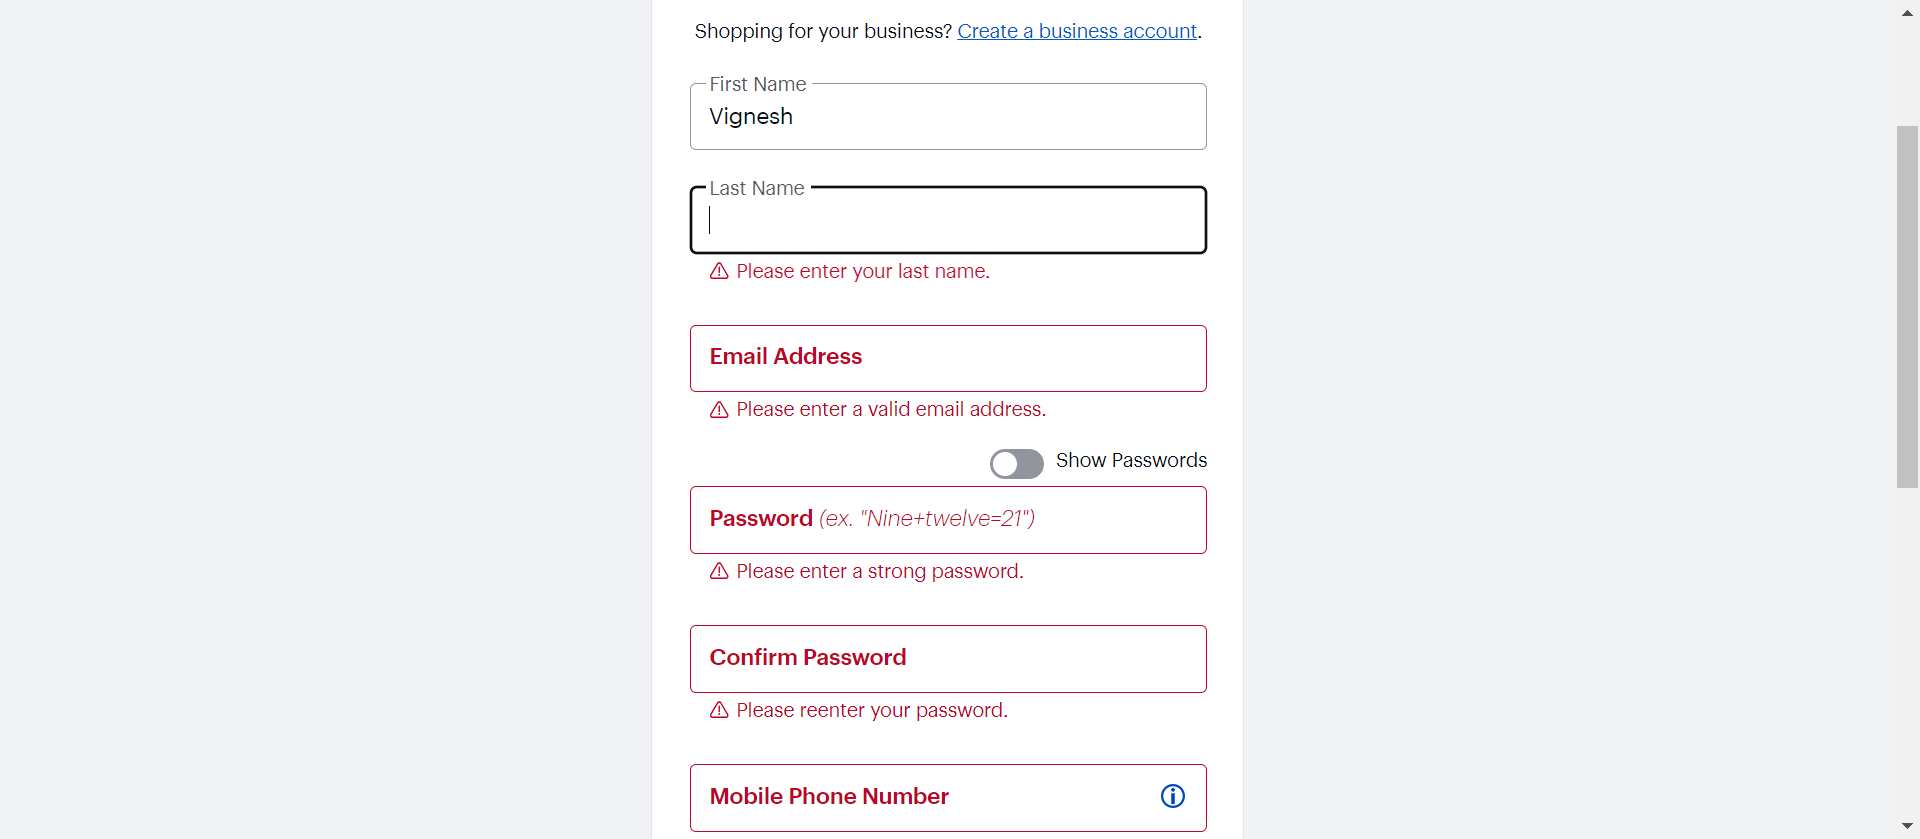 Shopping for your business? Create a business account.
First Name
Vignesh
Last Name
Please enter your last name.
Email Address
Please enter a valid email address.
Show Passwords
Password (ex. "Nine+twelve=21")
Please enter a strong password.
Confirm Password
Please reenter your password.
Mobile Phone Number